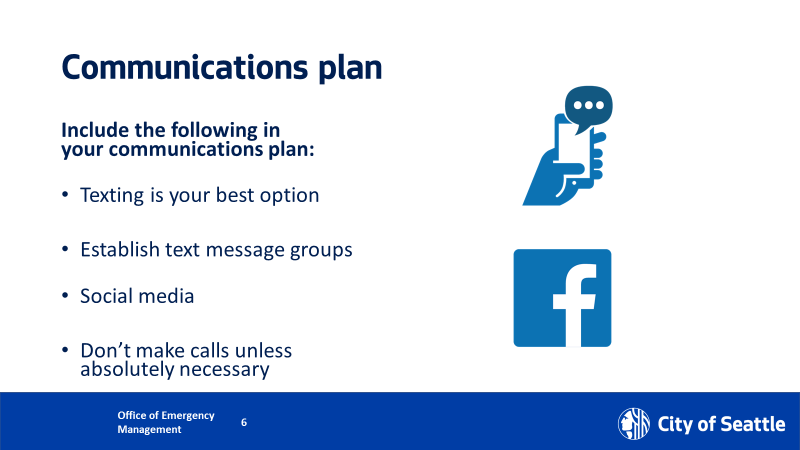 Communications plan
Include the following in
your communications plan:
• Texting is your best option
• Establish text message groups
• Social media
• Don’t make calls unless
absolutely necessary
Office of Emergency
Management
6
City of Seattle